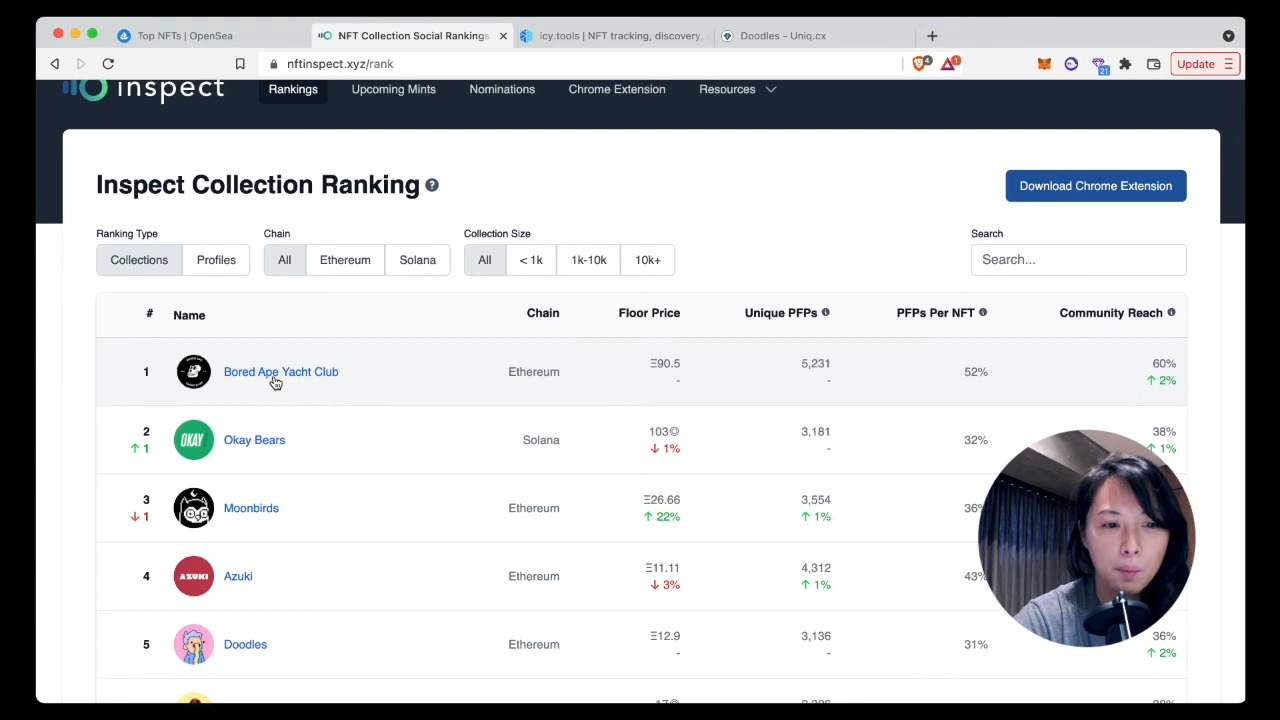 Top NFTs | OpenSea
NFT Collection Social Rankings
icy.tools | NFT tracking, discovery,
Doodles - Uniq.cx
nftinspect.xyz/rank
4
1
21
Update
inspect
Rankings
Upcoming Mints
Nominations
Chrome Extension
Resources
Inspect Collection Ranking ?
Download Chrome Extension
Ranking Type
Chain
Collection Size
Search
Collections
Profiles
All
Ethereum
Solana
All
< 1k
1k-10k
10k+
Search...
# Name Chain Floor Price Unique PFPs PFPs Per NFT Community Reach
1 Bored Ape Yacht Club Ethereum Ξ90.5 5,231 52% 60%
- - ↑ 2%
2 OKAY Okay Bears Solana 103◎ 3,181 32% 38%
↑ 1 ↓ 1% - ↑ 1%
3 Moonbirds Ethereum Ξ26.66 3,554 36%
↓ 1 ↑ 22% ↑ 1%
4 AZUKI Azuki Ethereum Ξ11.11 4,312 43%
↓ 3% ↑ 1%
5 Doodles Ethereum Ξ12.9 3,136 31% 36%
- - ↑ 2%